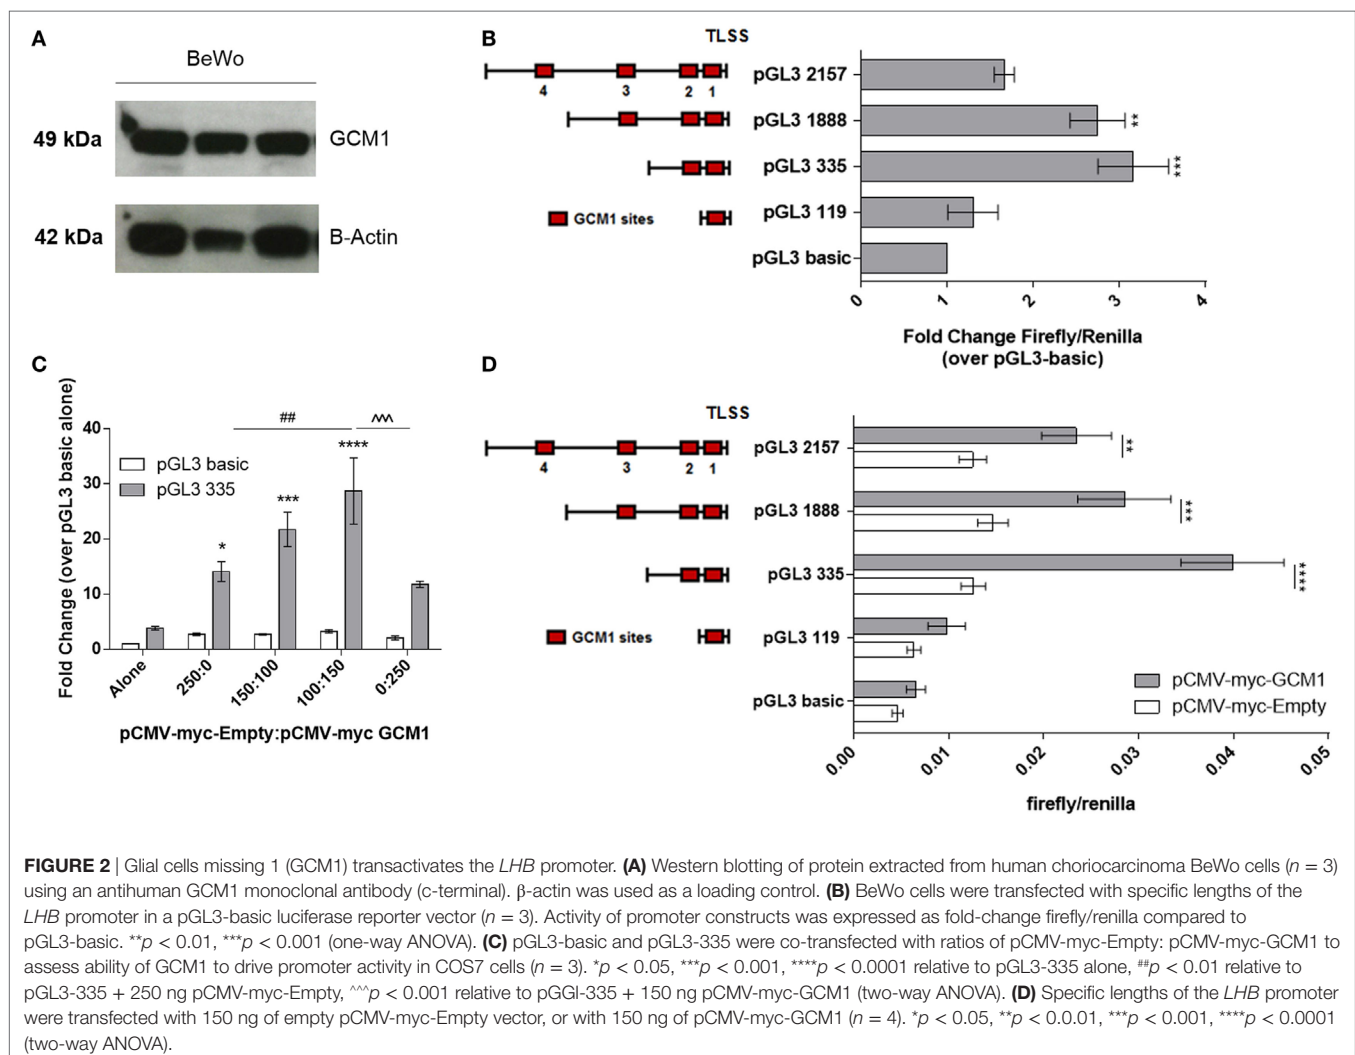 A
BeWo
49 kDa
GCM1
42 kDa
B-Actin
B
TLSS
4 3 2 1
GCM1 sites
pGL3 2157
pGL3 1888
**
pGL3 335
***
pGL3 119
pGL3 basic
0 1 2 3 4
Fold Change Firefly/Renilla
(over pGL3-basic)
C
Fold Change (over pGL3 basic alone)
40
30
20
10
0
pGL3 basic
pGL3 335
*
***
##
****
^^^
Alone 250:0 150:100 100:150 0:250
pCMV-myc-Empty:pCMV-myc GCM1
D
TLSS
4 3 2 1
GCM1 sites
pGL3 2157
**
pGL3 1888
***
pGL3 335
****
pGL3 119
pGL3 basic
pCMV-myc-GCM1
pCMV-myc-Empty
0.00 0.01 0.02 0.03 0.04 0.05
firefly/renilla
FIGURE 2 | Glial cells missing 1 (GCM1) transactivates the LHB promoter. (A) Western blotting of protein extracted from human choriocarcinoma BeWo cells (n = 3)
using an antihuman GCM1 monoclonal antibody (c-terminal). β-actin was used as a loading control. (B) BeWo cells were transfected with specific lengths of the
LHB promoter in a pGL3-basic luciferase reporter vector (n = 3). Activity of promoter constructs was expressed as fold-change firefly/renilla compared to
pGL3-basic. **p < 0.01, ***p < 0.001 (one-way ANOVA). (C) pGL3-basic and pGL3-335 were co-transfected with ratios of pCMV-myc-Empty: pCMV-myc-GCM1 to
assess ability of GCM1 to drive promoter activity in COS7 cells (n = 3). *p < 0.05, ***p < 0.001, ****p < 0.0001 relative to pGL3-335 alone, ##p < 0.01 relative to
pGL3-335 + 250 ng pCMV-myc-Empty, ^^^p < 0.001 relative to pGGl-335 + 150 ng pCMV-myc-GCM1 (two-way ANOVA). (D) Specific lengths of the LHB promoter
were transfected with 150 ng of empty pCMV-myc-Empty vector, or with 150 ng of pCMV-myc-GCM1 (n = 4). *p < 0.05, **p < 0.0.01, ***p < 0.001, ****p < 0.0001
(two-way ANOVA).